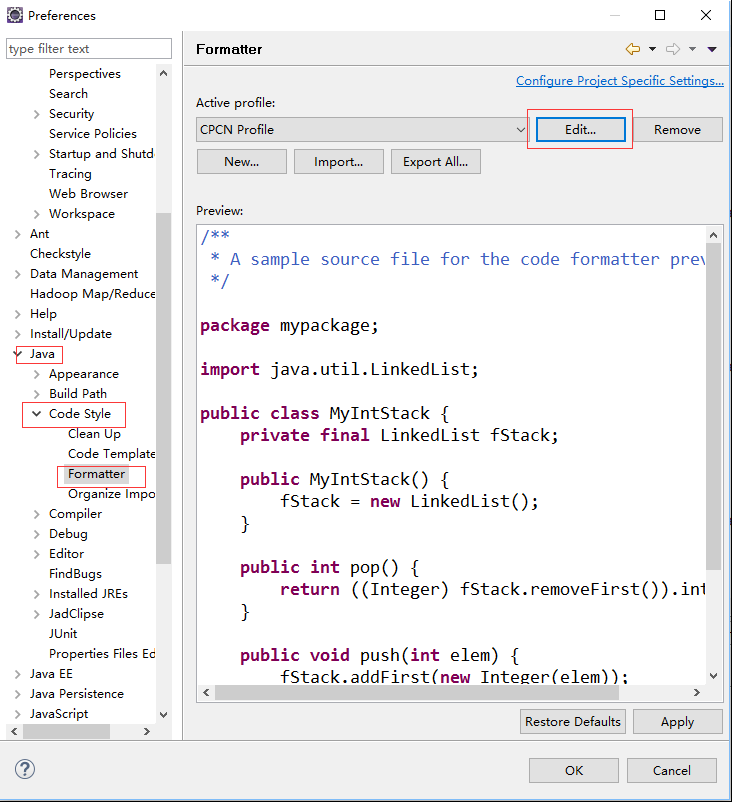 Preferences
type filter text
Perspectives
Search
Security
Service Policies
Startup and Shutd
Tracing
Web Browser
Workspace
Ant
Checkstyle
Data Management
Hadoop Map/Reduce
Help
Install/Update
Java
Appearance
Build Path
Code Style
Clean Up
Code Template
Formatter
Organize Impo
Compiler
Debug
Editor
FindBugs
Installed JREs
JadClipse
JUnit
Properties Files Ed
Java EE
Java Persistence
JavaScript
Formatter
Configure Project Specific Settings...
Active profile:
CPCN Profile
Edit...
Remove
New...
Import...
Export All...
Preview:
/**
 * A sample source file for the code formatter prev
 */
package mypackage;
import java.util.LinkedList;
public class MyIntStack {
    private final LinkedList fStack;
    public MyIntStack() {
        fStack = new LinkedList();
    }
    public int pop() {
        return ((Integer) fStack.removeFirst()).int
    }
    public void push(int elem) {
        fStack.addFirst(new Integer(elem));
Restore Defaults
Apply
?
OK
Cancel